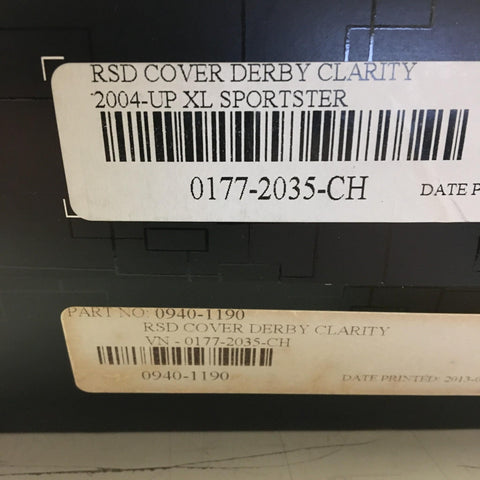 RSD COVER DERBY CLARITY
2004-UP XL SPORTSTER
0177-2035-CH
DATE P
PART NO: 0940-1190
RSD COVER DERBY CLARITY
VN - 0177-2035-CH
0940-1190
DATE PRINTED: 2013-0